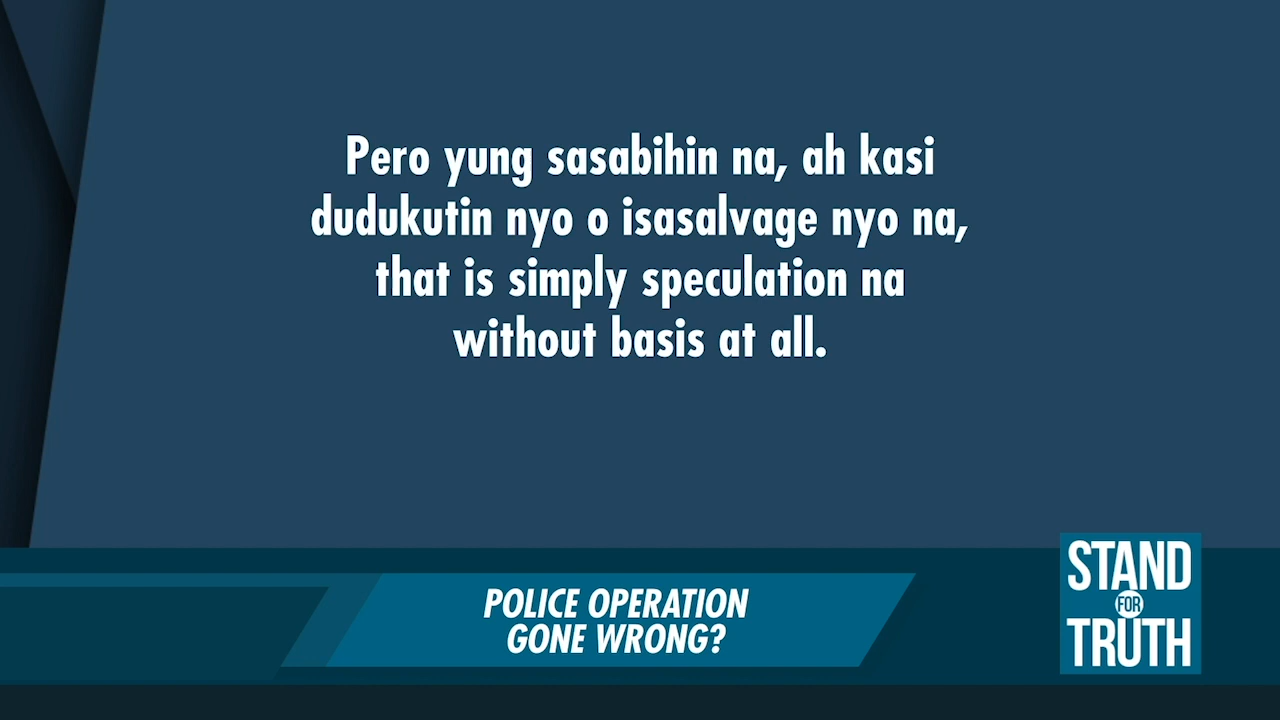 Pero yung sasabihin na, ah kasi
dudukutin nyo o isasalvage nyo na,
that is simply speculation na
without basis at all.
POLICE OPERATION
GONE WRONG?
STAND
FOR
TRUTH